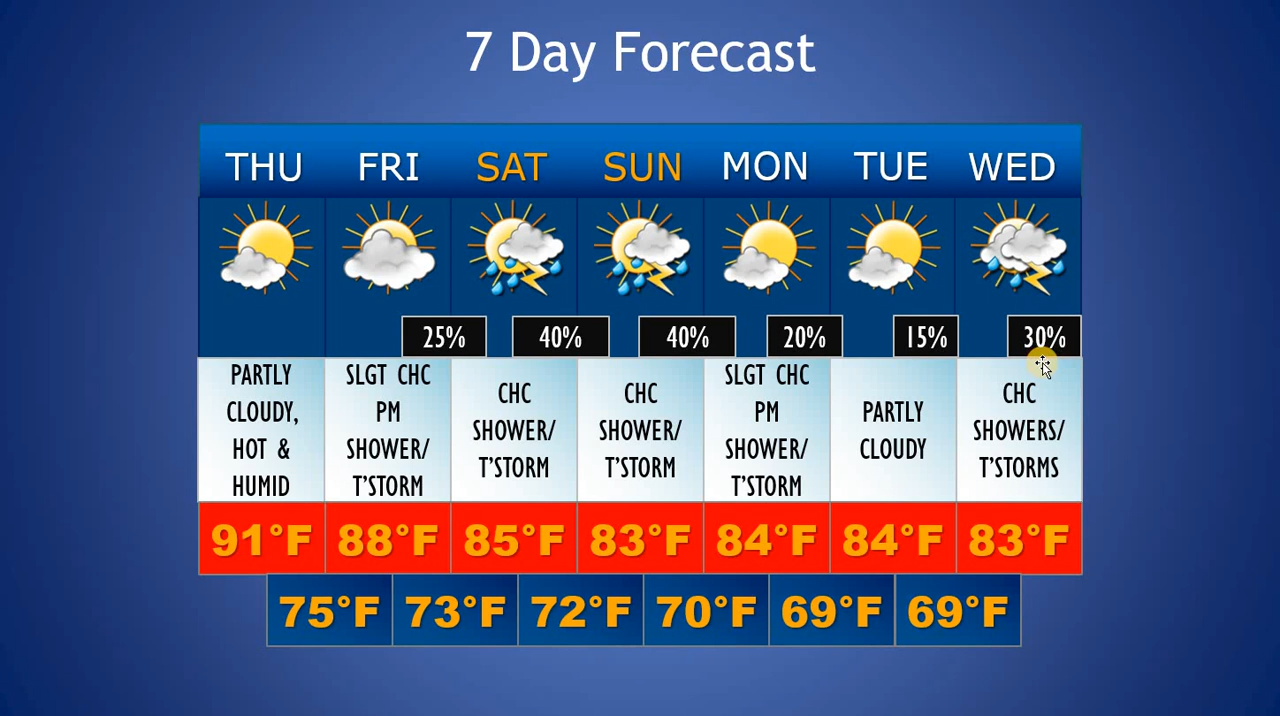 7 Day Forecast
THU FRI SAT SUN MON TUE WED
25% 40% 40% 20% 15% 30%
PARTLY
CLOUDY,
HOT &
HUMID
SLGT CHC
PM
SHOWER/
T'STORM
CHC
SHOWER/
T'STORM
CHC
SHOWER/
T'STORM
SLGT CHC
PM
SHOWER/
T'STORM
PARTLY
CLOUDY
CHC
SHOWERS/
T'STORMS
91°F 88°F 85°F 83°F 84°F 84°F 83°F
75°F 73°F 72°F 70°F 69°F 69°F